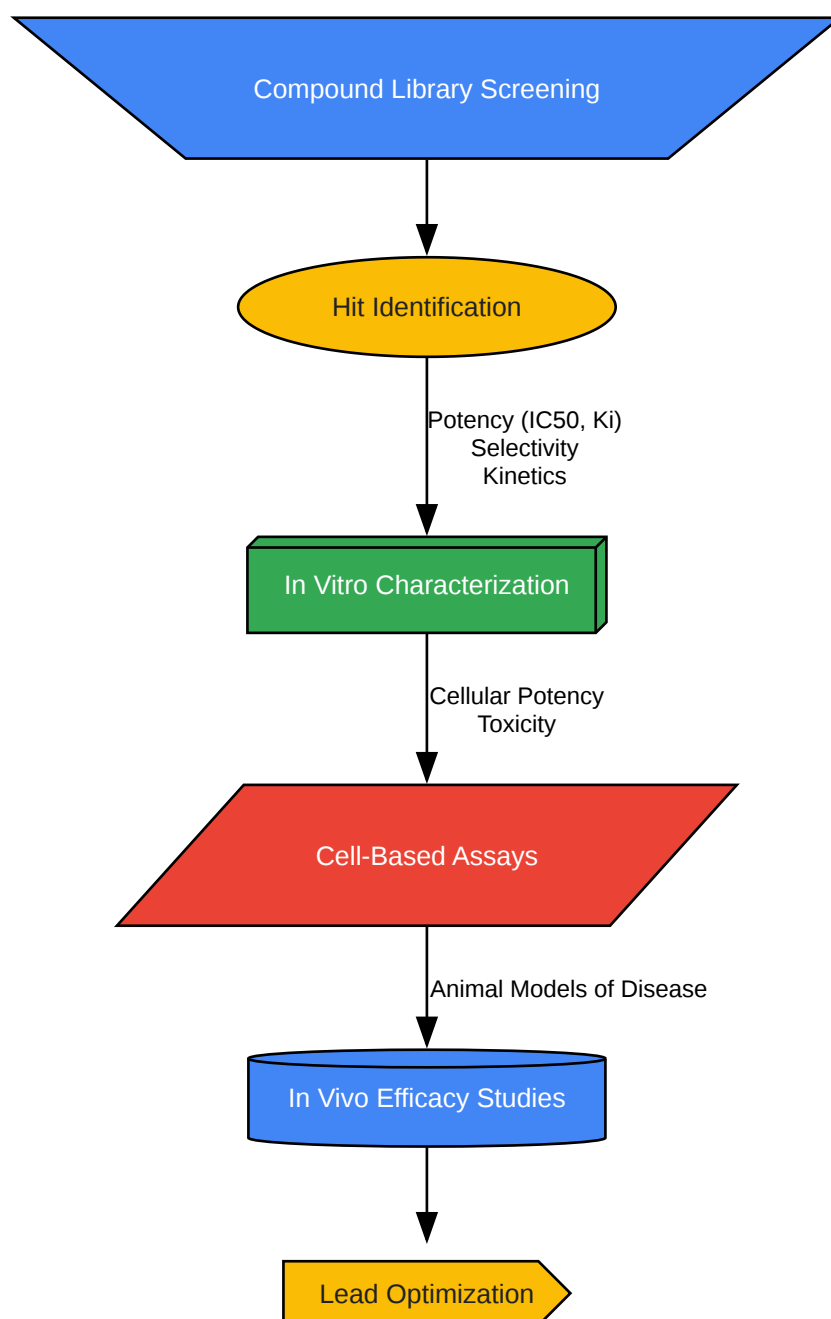 Compound Library Screening
Hit Identification
Potency (IC50, Ki)
Selectivity
Kinetics
In Vitro Characterization
Cellular Potency
Toxicity
Cell-Based Assays
Animal Models of Disease
In Vivo Efficacy Studies
Lead Optimization